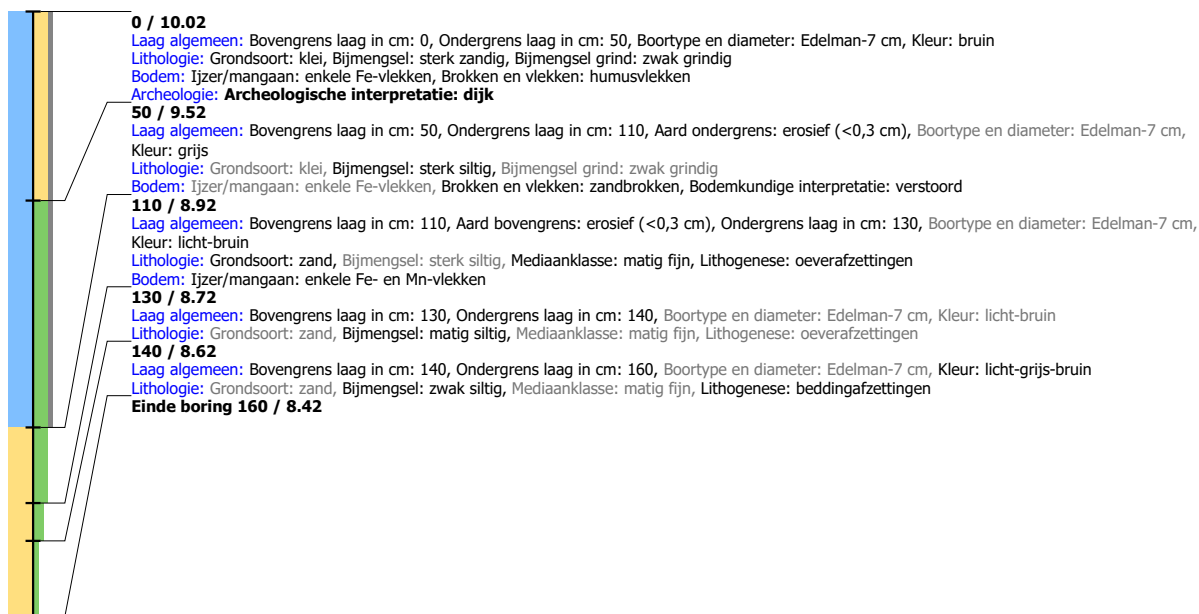 0 / 10.02
Laag algemeen: Bovengrens laag in cm: 0, Ondergrens laag in cm: 50, Boortype en diameter: Edelman-7 cm, Kleur: bruin
Lithologie: Grondsoort: klei, Bijmengsel: sterk zandig, Bijmengsel grind: zwak grindig
Bodem: Ijzer/mangaan: enkele Fe-vlekken, Brokken en vlekken: humusvlekken
Archeologie: Archeologische interpretatie: dijk
50 / 9.52
Laag algemeen: Bovengrens laag in cm: 50, Ondergrens laag in cm: 110, Aard ondergrens: erosief (<0,3 cm), Boortype en diameter: Edelman-7 cm,
Kleur: grijs
Lithologie: Grondsoort: klei, Bijmengsel: sterk siltig, Bijmengsel grind: zwak grindig
Bodem: Ijzer/mangaan: enkele Fe-vlekken, Brokken en vlekken: zandbrokken, Bodemkundige interpretatie: verstoord
110 / 8.92
Laag algemeen: Bovengrens laag in cm: 110, Aard bovengrens: erosief (<0,3 cm), Ondergrens laag in cm: 130, Boortype en diameter: Edelman-7 cm,
Kleur: licht-bruin
Lithologie: Grondsoort: zand, Bijmengsel: sterk siltig, Mediaanklasse: matig fijn, Lithogenese: oeverafzettingen
Bodem: Ijzer/mangaan: enkele Fe- en Mn-vlekken
130 / 8.72
Laag algemeen: Bovengrens laag in cm: 130, Ondergrens laag in cm: 140, Boortype en diameter: Edelman-7 cm, Kleur: licht-bruin
Lithologie: Grondsoort: zand, Bijmengsel: matig siltig, Mediaanklasse: matig fijn, Lithogenese: oeverafzettingen
140 / 8.62
Laag algemeen: Bovengrens laag in cm: 140, Ondergrens laag in cm: 160, Boortype en diameter: Edelman-7 cm, Kleur: licht-grijs-bruin
Lithologie: Grondsoort: zand, Bijmengsel: zwak siltig, Mediaanklasse: matig fijn, Lithogenese: beddingafzettingen
Einde boring 160 / 8.42